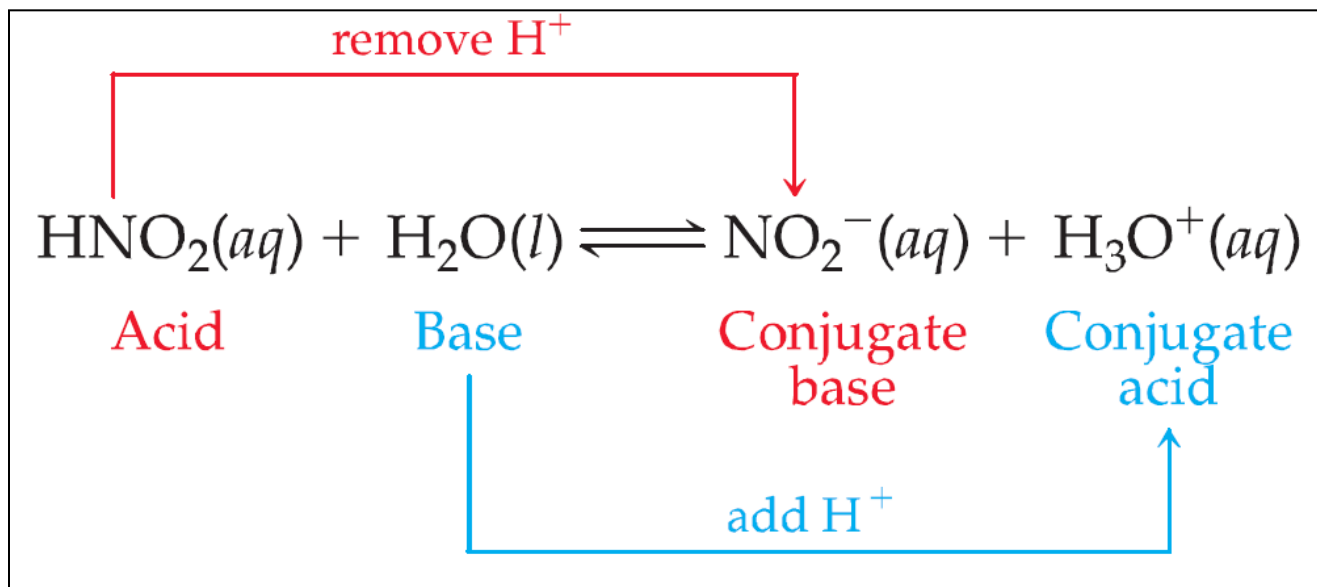 remove H⁺
HNO₂(aq) + H₂O(l) ⇌ NO₂⁻(aq) + H₃O⁺(aq)
Acid Base Conjugate base Conjugate acid
add H⁺